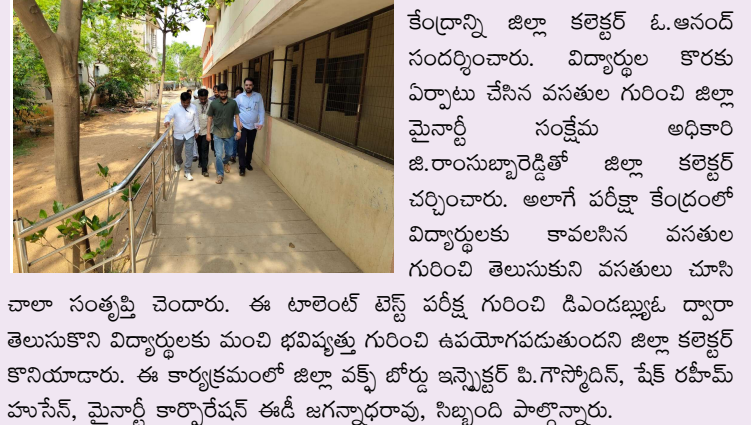 కేంద్రాన్ని జిల్లా కలెక్టర్ ఓ.ఆనంద్
సందర్శించారు. విద్యార్థుల కొరకు
ఏర్పాటు చేసిన వసతుల గురించి జిల్లా
మైనార్టీ సంక్షేమ అధికారి
జి.రాంసుబ్బారెడ్డితో జిల్లా కలెక్టర్
చర్చించారు. అలాగే పరీక్షా కేంద్రంలో
విద్యార్థులకు కావలసిన వసతుల
గురించి తెలుసుకుని వసతులు చూసి
చాలా సంతృప్తి చెందారు. ఈ టాలెంట్ టెస్ట్ పరీక్ష గురించి డిఎండబ్ల్యుఓ ద్వారా
తెలుసుకొని విద్యార్థులకు మంచి భవిష్యత్తు గురించి ఉపయోగపడుతుందని జిల్లా కలెక్టర్
కొనియాడారు. ఈ కార్యక్రమంలో జిల్లా వక్ఫ్ బోర్డు ఇన్స్పెక్టర్ పి.గౌస్మోదిన్, షేక్ రహీమ్
హుసేన్, మైనార్టీ కార్పొరేషన్ ఈడీ జగన్నాధరావు, సిబ్బంది పాల్గొన్నారు.